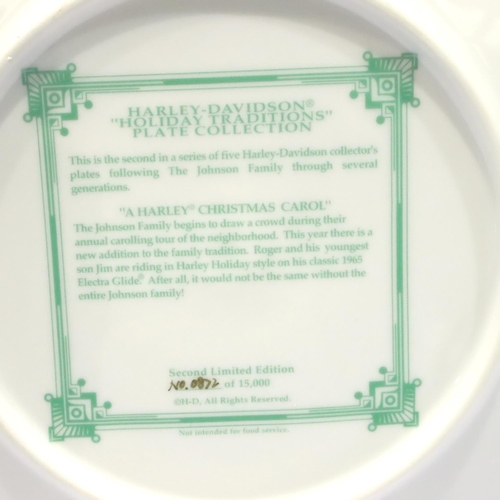 HARLEY-DAVIDSON®
"HOLIDAY TRADITIONS"
PLATE COLLECTION
This is the second in a series of five Harley-Davidson collector's
plates following The Johnson Family through several
generations.
"A HARLEY® CHRISTMAS CAROL"
The Johnson Family begins to draw a crowd during their
annual carolling tour of the neighborhood. This year there is a
new addition to the family tradition. Roger and his youngest
son Jim are riding in Harley Holiday style on his classic 1965
Electra Glide.® After all, it would not be the same without the
entire Johnson family!
Second Limited Edition
No. 0872 of 15,000
©H-D, All Rights Reserved.
Not intended for food service.